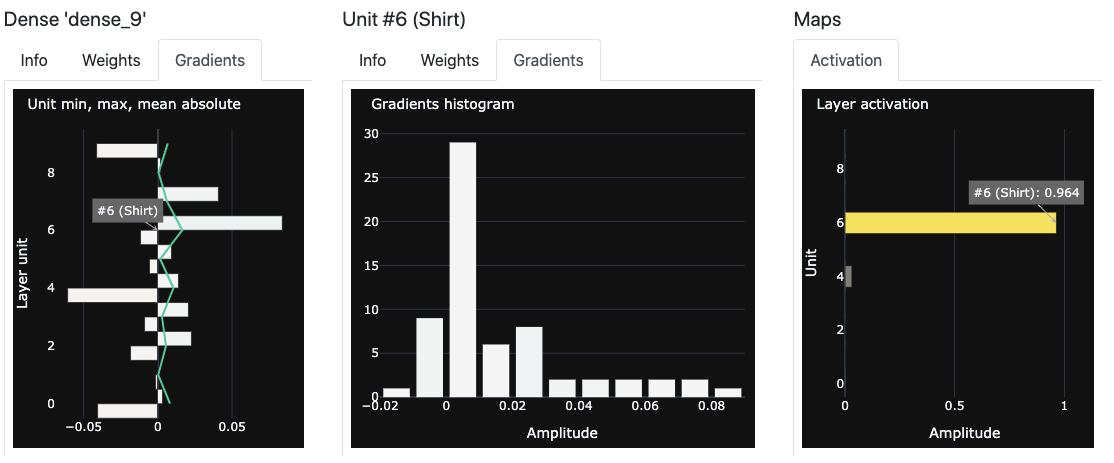 Dense 'dense_9'
Info Weights Gradients
Unit min, max, mean absolute
8
#6 (Shirt)
6
4
2
0
Layer unit
−0.05 0 0.05
Unit #6 (Shirt)
Info Weights Gradients
Gradients histogram
30
25
20
15
10
5
0
−0.02 0 0.02 0.04 0.06 0.08
Amplitude
Maps
Activation
Layer activation
8
#6 (Shirt): 0.964
6
4
2
0
Unit
0 0.5 1
Amplitude